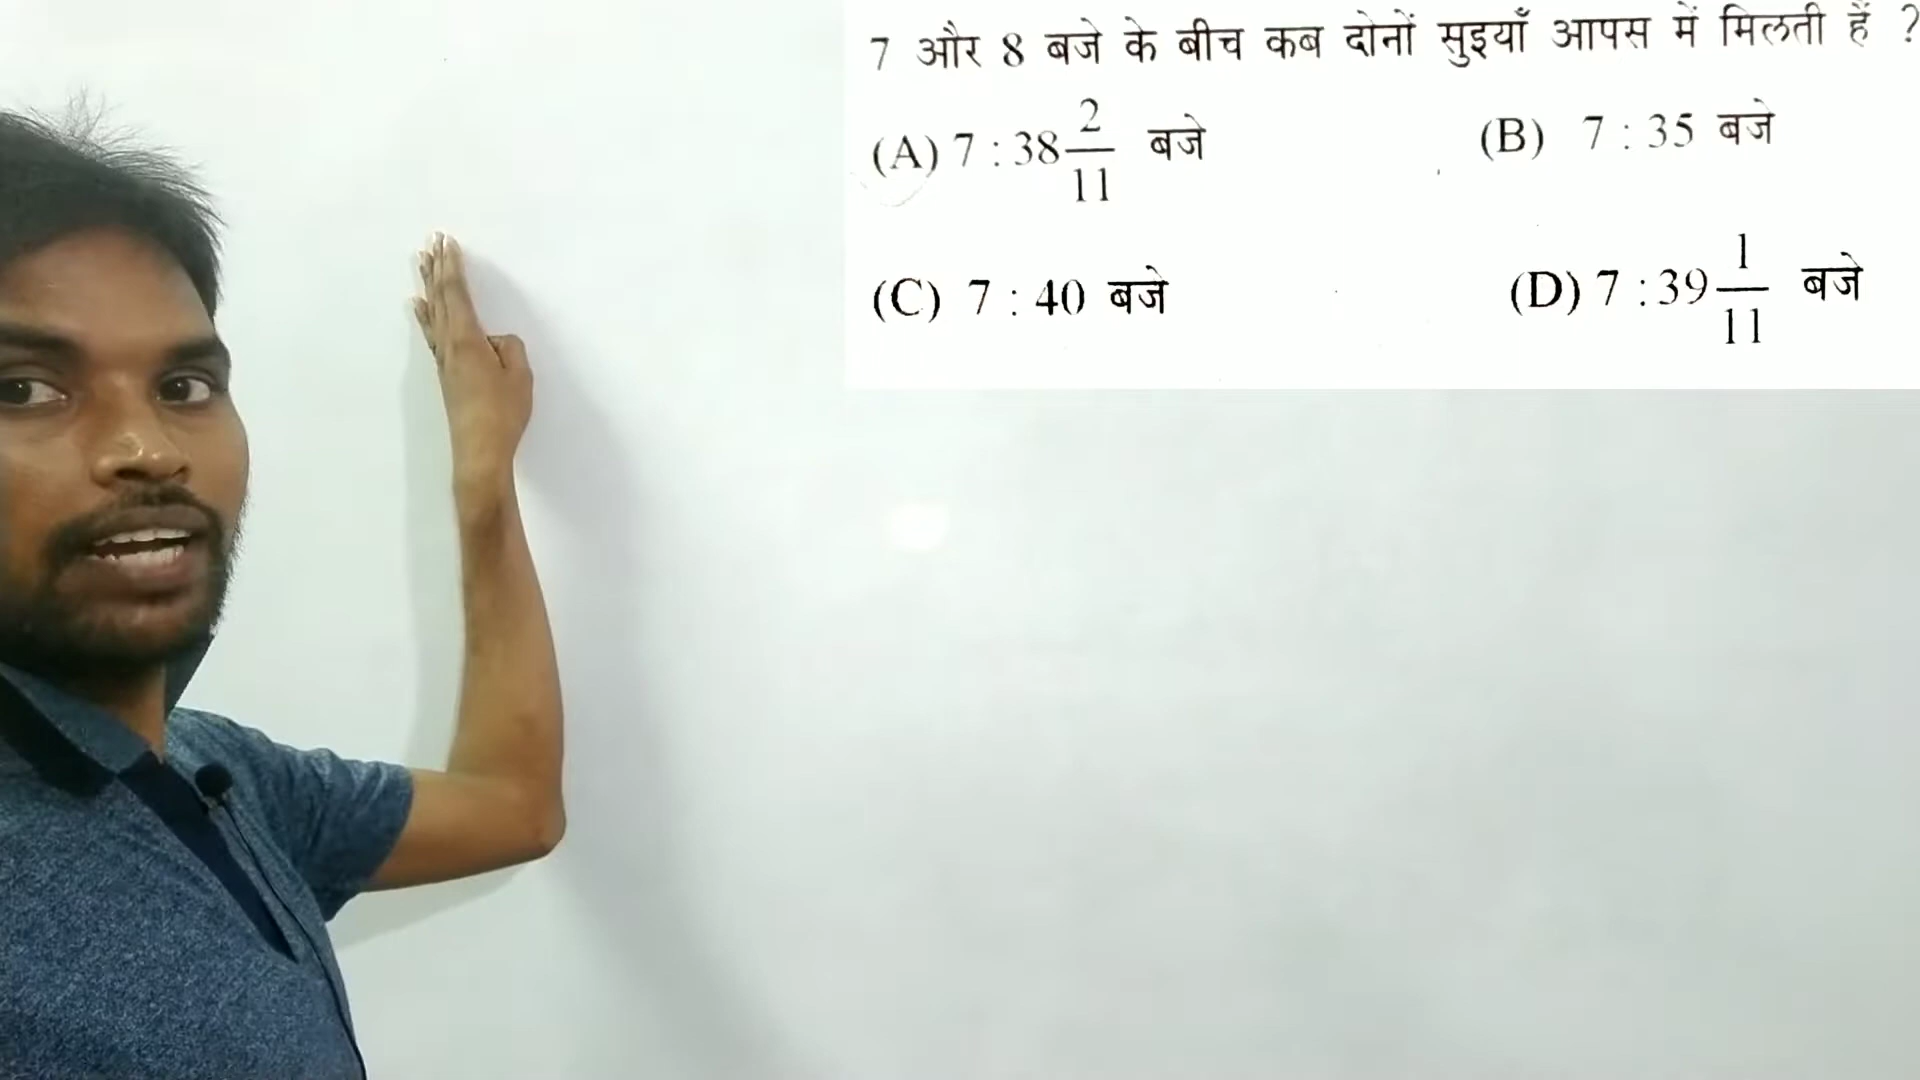 7 और 8 बजे के बीच कब दोनों सुइयाँ आपस में मिलती हैं ?
(A) 7 : 38 2/11 बजे (B) 7 : 35 बजे
(C) 7 : 40 बजे (D) 7 : 39 1/11 बजे